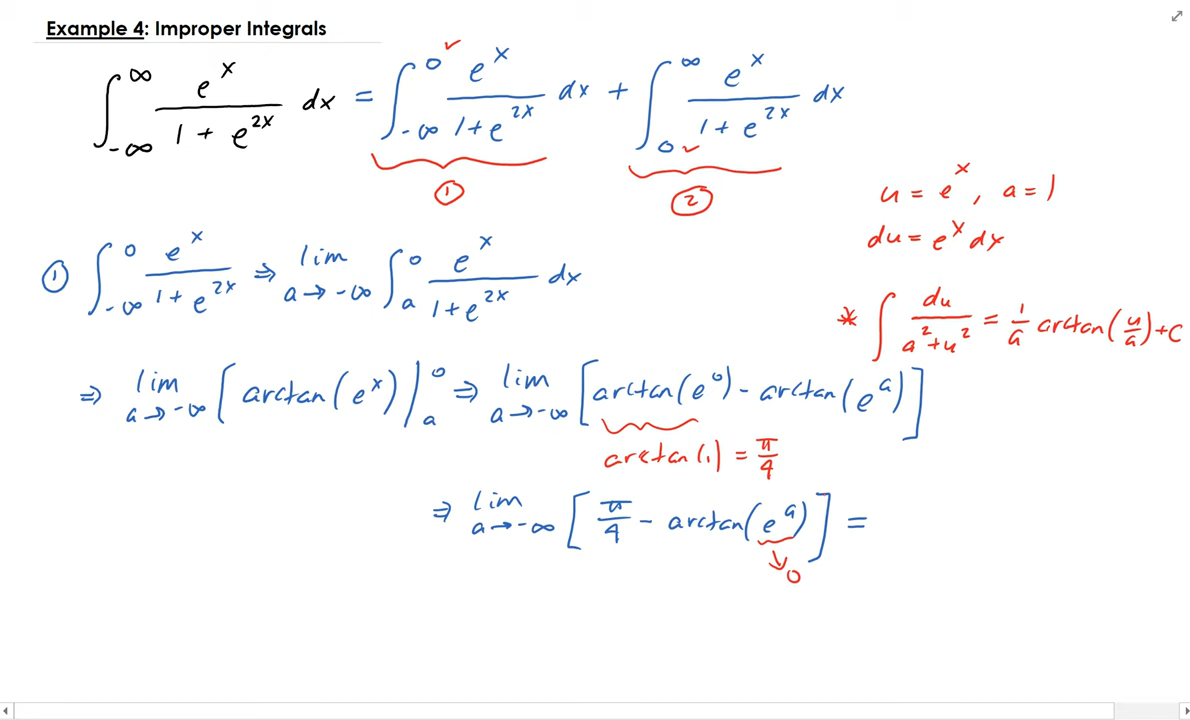 Example 4: Improper Integrals
∫_{-∞}^{∞} e^x / (1 + e^{2x}) dx = ∫_{-∞}^{0} e^x / (1+e^{2x}) dx + ∫_{0}^{∞} e^x / (1 + e^{2x}) dx
① ②
u = e^x, a = 1
du = e^x dx
① ∫_{-∞}^{0} e^x / (1 + e^{2x}) ⇒ lim_{a→-∞} ∫_{a}^{0} e^x / (1+e^{2x}) dx
* ∫ du / (a^2+u^2) = 1/a arctan(u/a)+C
⇒ lim_{a→-∞} [arctan(e^x)|_{a}^{0} ⇒ lim_{a→-∞} [arctan(e^0) - arctan(e^a)]
arctan(1) = π/4
⇒ lim_{a→-∞} [π/4 - arctan(e^a)] =
↘0